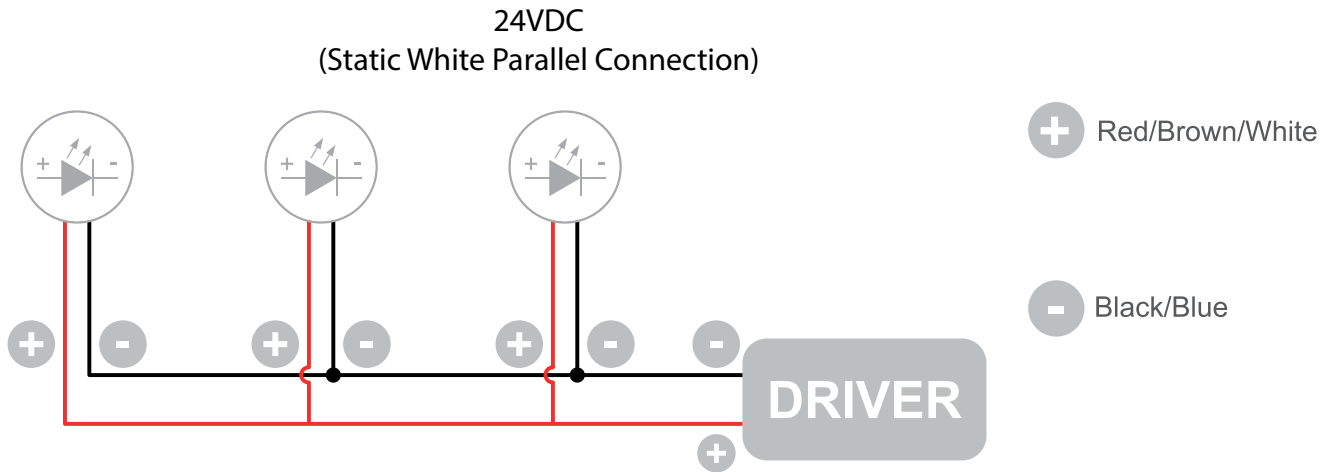 24VDC
(Static White Parallel Connection)
+ -
+ -
+ -
+ Red/Brown/White
- Black/Blue
+ -
+ -
+ -
-
DRIVER
+